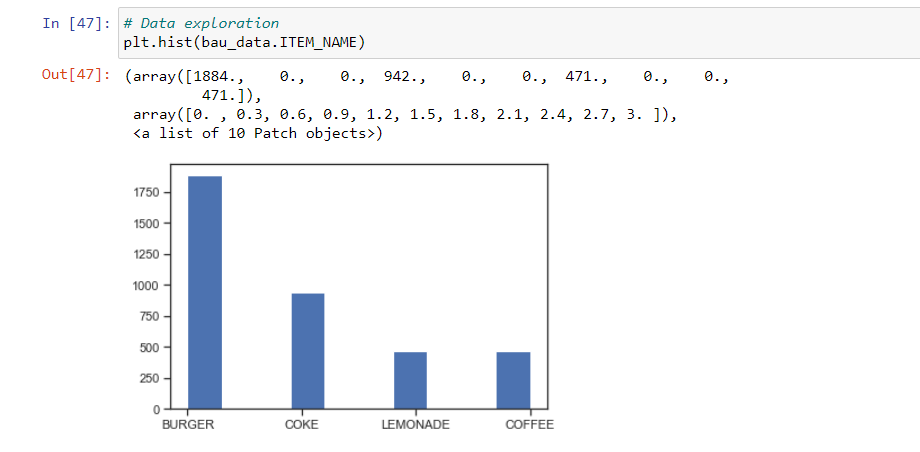 In [47]: # Data exploration
plt.hist(bau_data.ITEM_NAME)
Out[47]: (array([1884., 0., 0., 942., 0., 0., 471., 0., 0.,
471.]),
array([0. , 0.3, 0.6, 0.9, 1.2, 1.5, 1.8, 2.1, 2.4, 2.7, 3. ]),
<a list of 10 Patch objects>)
1750
1500
1250
1000
750
500
250
0
BURGER COKE LEMONADE COFFEE